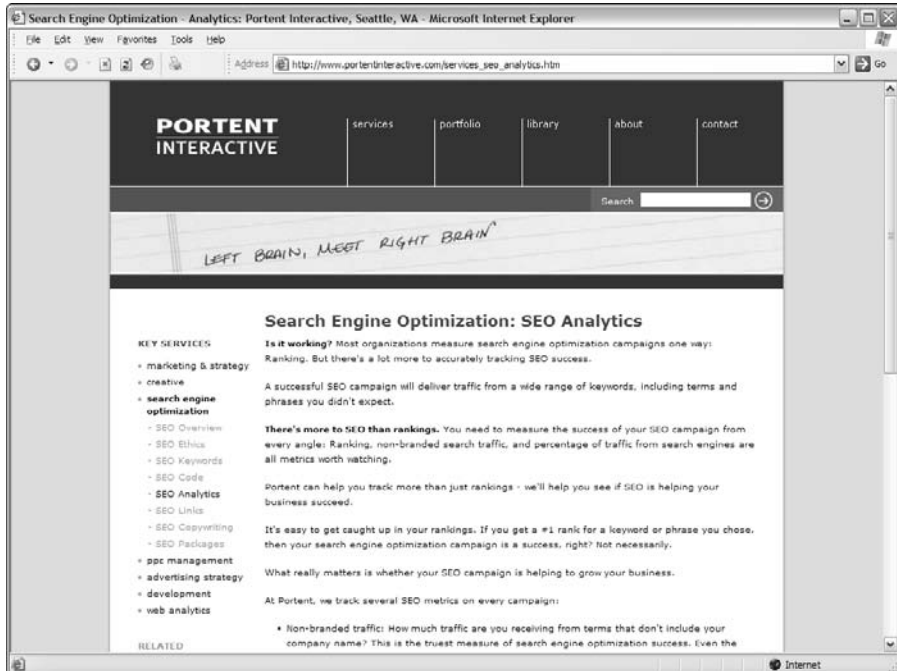 Search Engine Optimization - Analytics: Portent Interactive, Seattle, WA - Microsoft Internet Explorer
File Edit View Favorites Tools Help
Address http://www.portentinteractive.com/services_seo_analytics.htm Go
PORTENT
INTERACTIVE
services portfolio library about contact
Search
LEFT BRAIN, MEET RIGHT BRAIN
KEY SERVICES
marketing & strategy
creative
search engine
optimization
- SEO Overview
- SEO Ethics
- SEO Keywords
- SEO Code
- SEO Analytics
- SEO Links
- SEO Copywriting
- SEO Packages
ppc management
advertising strategy
development
web analytics
RELATED
Search Engine Optimization: SEO Analytics
Is it working? Most organizations measure search engine optimization campaigns one way:
Ranking. But there's a lot more to accurately tracking SEO success.
A successful SEO campaign will deliver traffic from a wide range of keywords, including terms and
phrases you didn't expect.
There's more to SEO than rankings. You need to measure the success of your SEO campaign from
every angle: Ranking, non-branded search traffic, and percentage of traffic from search engines are
all metrics worth watching.
Portent can help you track more than just rankings - we'll help you see if SEO is helping your
business succeed.
It's easy to get caught up in your rankings. If you get a #1 rank for a keyword or phrase you chose,
then your search engine optimization campaign is a success, right? Not necessarily.
What really matters is whether your SEO campaign is helping to grow your business.
At Portent, we track several SEO metrics on every campaign:
• Non-branded traffic: How much traffic are you receiving from terms that don't include your
company name? This is the truest measure of search engine optimization success. Even the
Internet